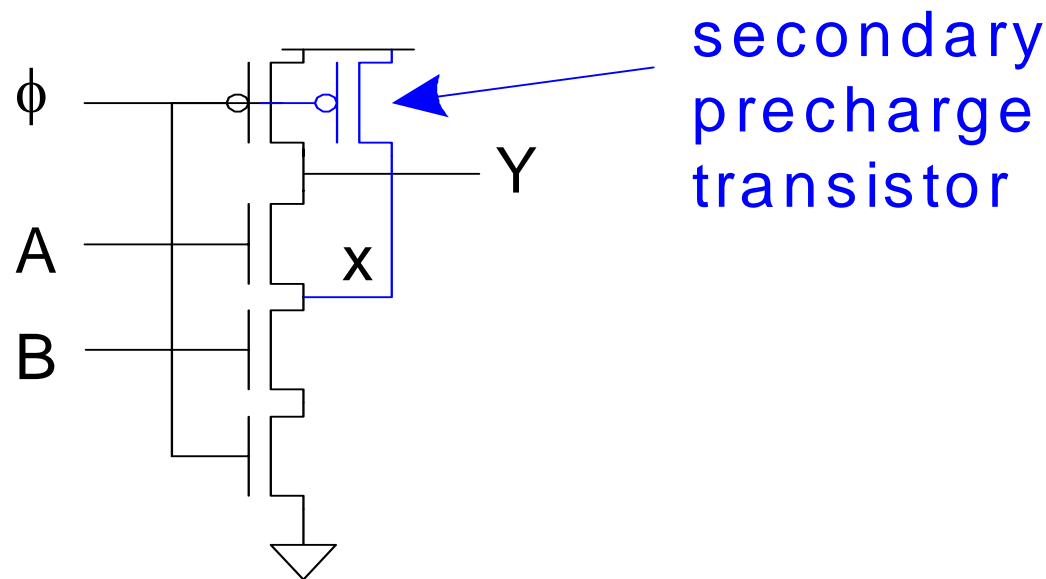 secondary
precharge
transistor
ϕ
Y
A
x
B